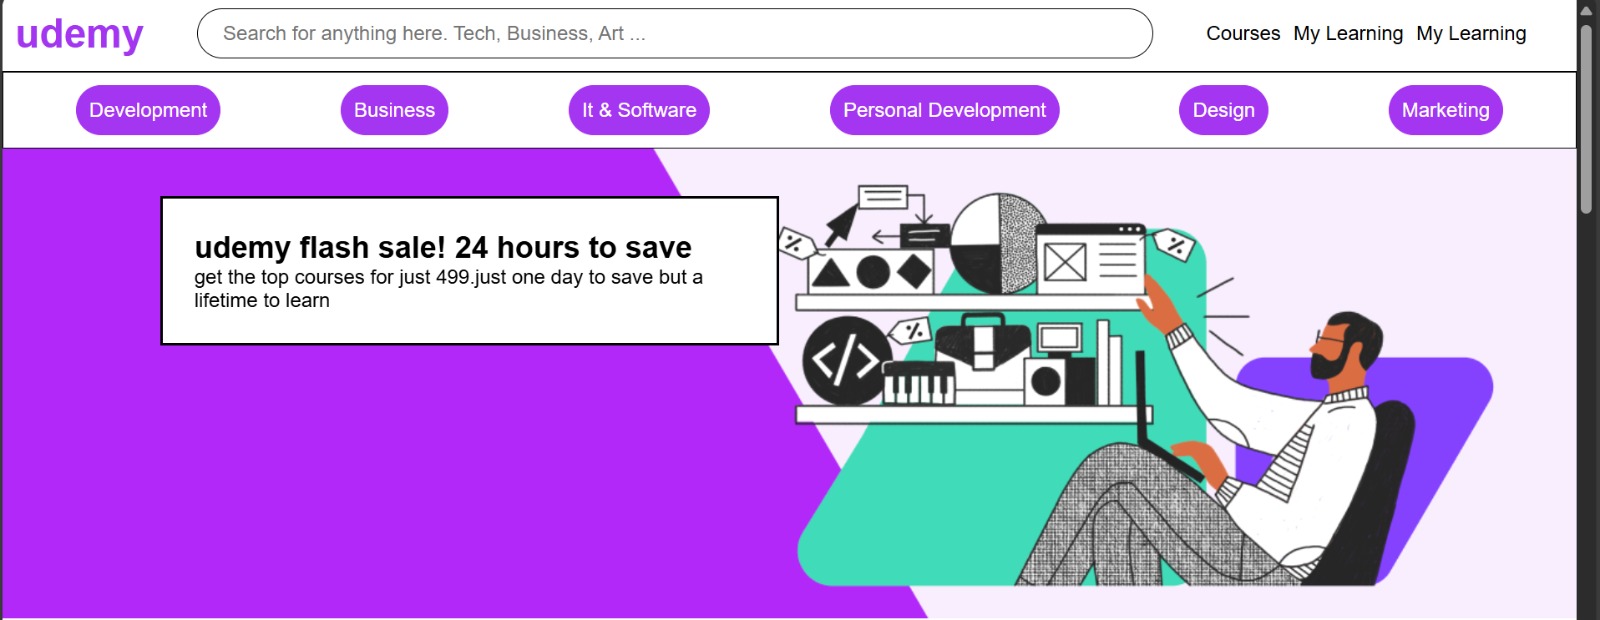 udemy
Search for anything here. Tech, Business, Art ...
Courses My Learning My Learning
Development Business It & Software Personal Development Design Marketing
udemy flash sale! 24 hours to save
get the top courses for just 499.just one day to save but a
lifetime to learn
%
%
%
</>